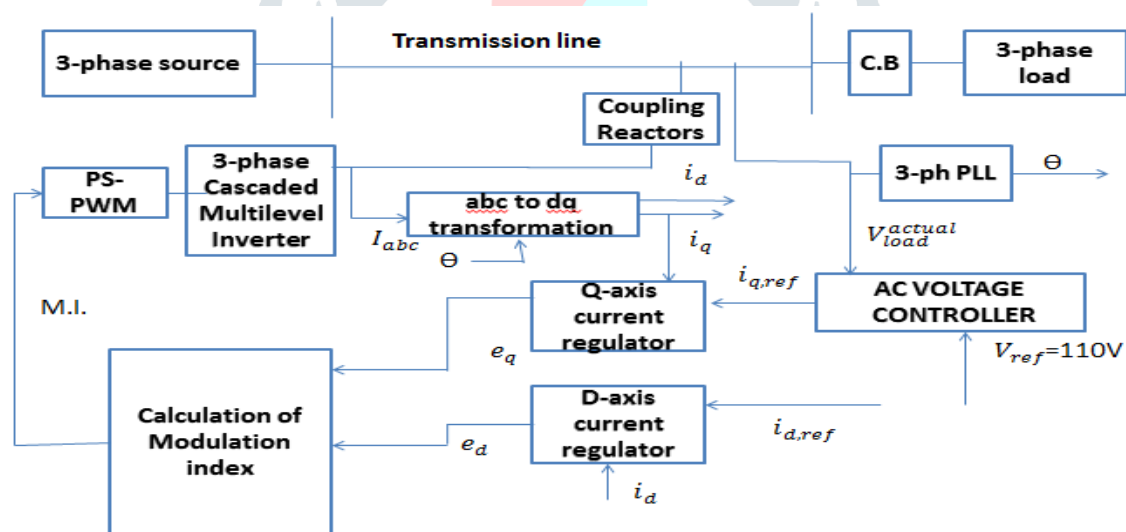 Transmission line
3-phase source
C.B
3-phase
load
Coupling
Reactors
3-phase
Cascaded
Multilevel
Inverter
PS-
PWM
i_d
3-ph PLL
Ɵ
abc to dq
transformation
I_abc
Ɵ
i_q
V_load^actual
i_q,ref
AC VOLTAGE
CONTROLLER
Q-axis
current
regulator
M.I.
e_q
V_ref=110V
D-axis
current
regulator
Calculation of
Modulation
index
i_d,ref
e_d
i_d